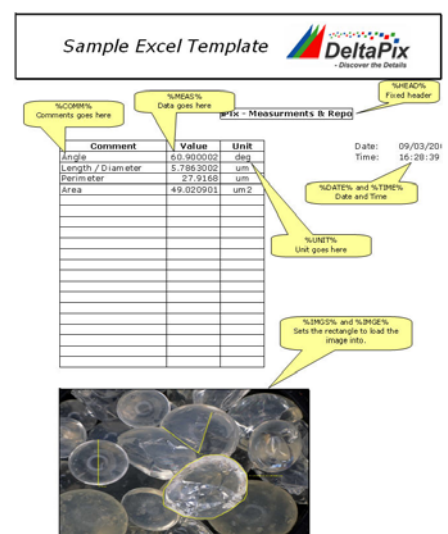 Sample Excel Template
DeltaPix
- Discover the Details
%HEAD%
Fixed header
%COMM%
Comments goes here
%MEAS%
Data goes here
Pix - Measurments & Repo
Comment Value Unit
Angle 60.900002 deg
Length / Diameter 5.7863002 um
Perimeter 27.9168 um
Area 49.020901 um2
Date: 09/03/20
Time: 16:28:39
%DATE% and %TIME%
Date and Time
%UNIT%
Unit goes here
%IMGS% and %IMGE%
Sets the rectangle to load the
image into.